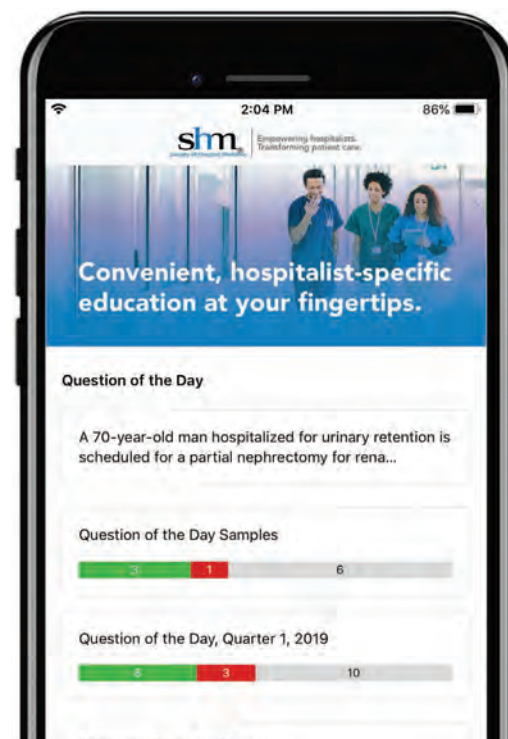 2:04 PM
86%
shm
Empowering hospitalists.
Transforming patient care.
Convenient, hospitalist-specific
education at your fingertips.
Question of the Day
A 70-year-old man hospitalized for urinary retention is
scheduled for a partial nephrectomy for rena...
Question of the Day Samples
3 1 6
Question of the Day, Quarter 1, 2019
3 10